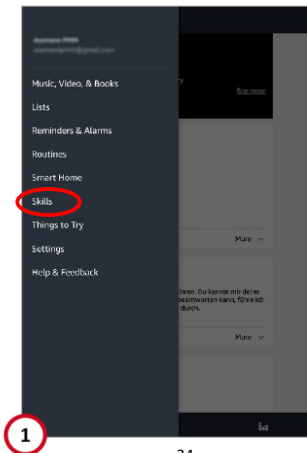 See more
Music, Video, & Books
Lists
Reminders & Alarms
Routines
Smart Home
Skills
Things to Try
More
Settings
Help & Feedback
Du kannst mir deine
beantworten kann, führe ich
durch.
More
1
24